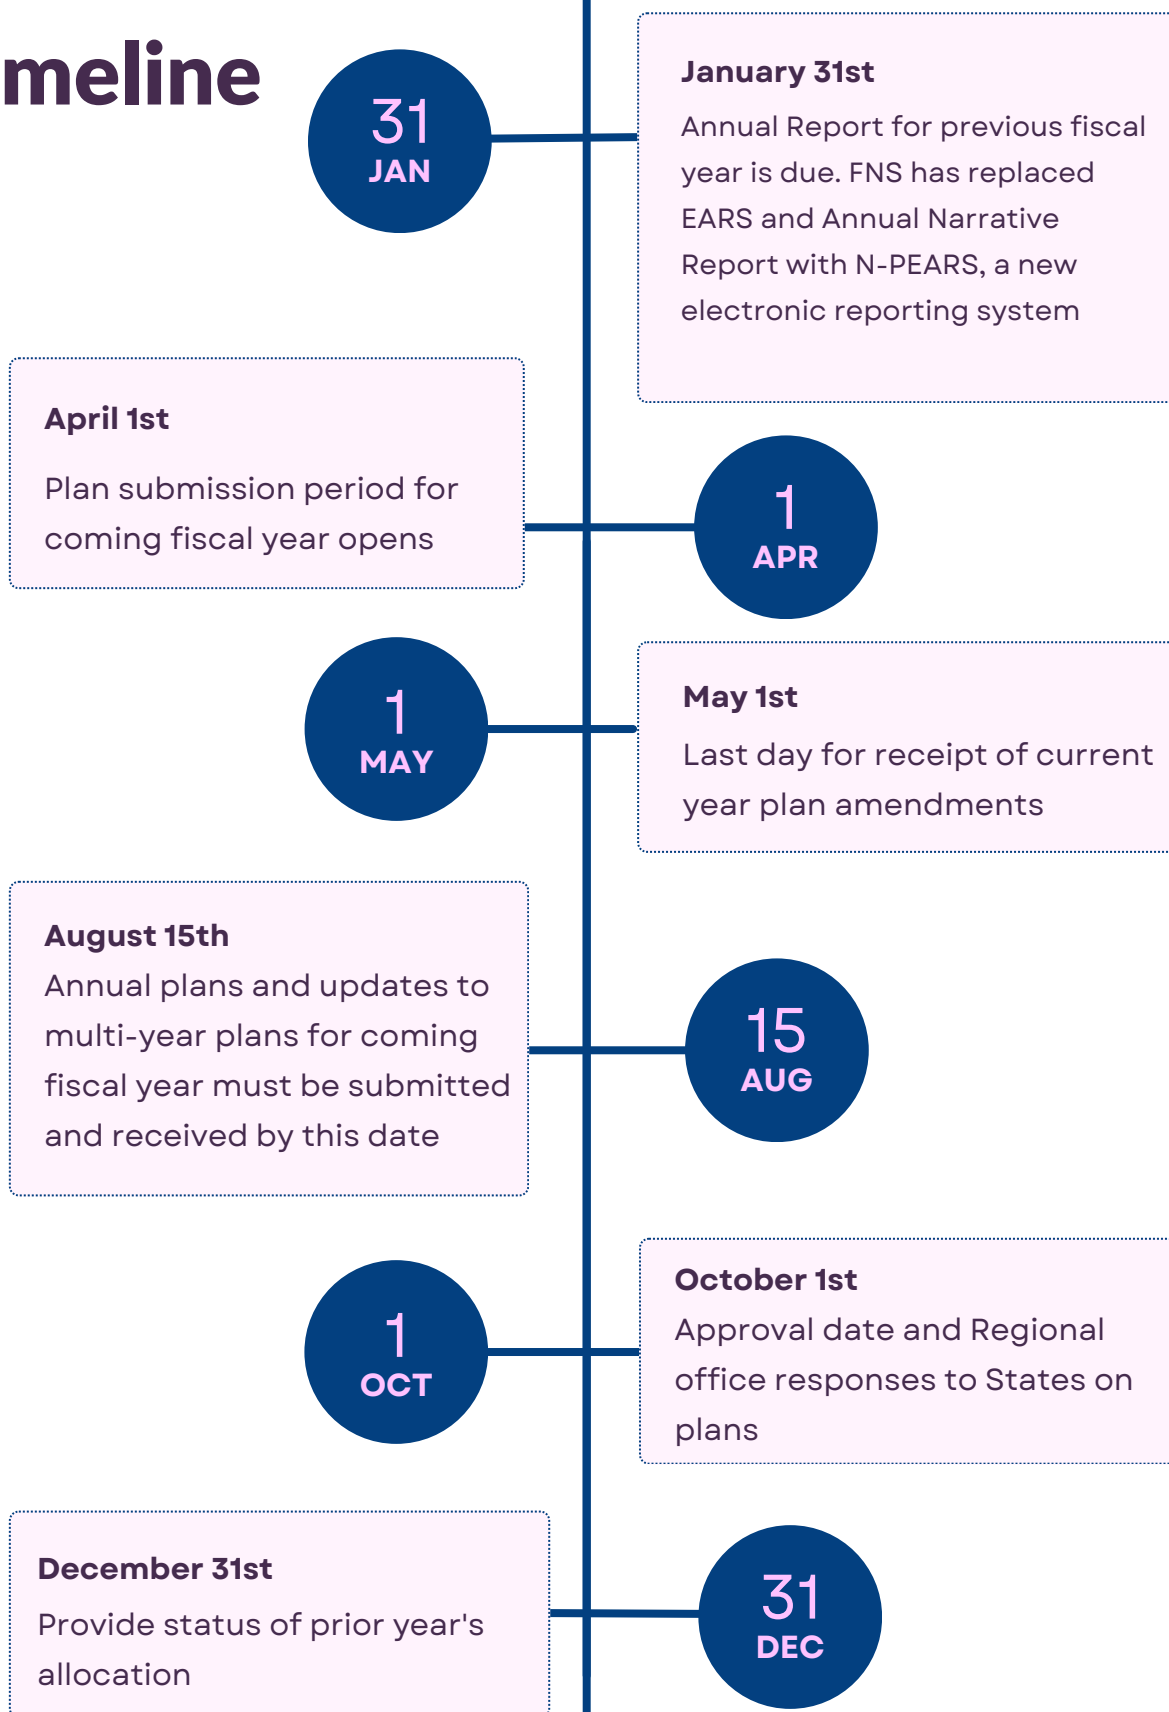 meline
31
JAN
January 31st
Annual Report for previous fiscal
year is due. FNS has replaced
EARS and Annual Narrative
Report with N-PEARS, a new
electronic reporting system
April 1st
Plan submission period for
coming fiscal year opens
1
APR
1
MAY
May 1st
Last day for receipt of current
year plan amendments
August 15th
Annual plans and updates to
multi-year plans for coming
fiscal year must be submitted
and received by this date
15
AUG
1
OCT
October 1st
Approval date and Regional
office responses to States on
plans
December 31st
Provide status of prior year's
allocation
31
DEC